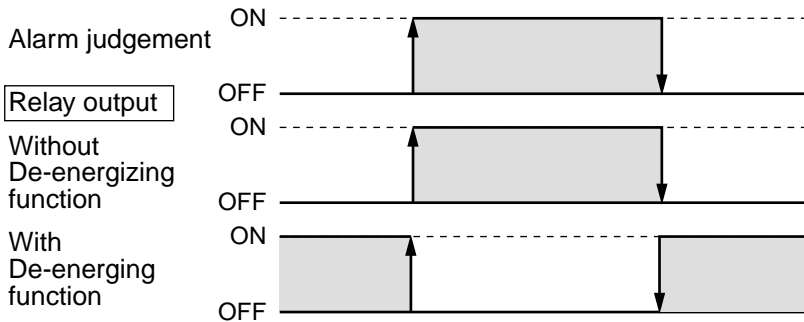 ON
Alarm judgement
OFF
Relay output
ON
Without
De-energizing
function
OFF
ON
With
De-energing
function
OFF